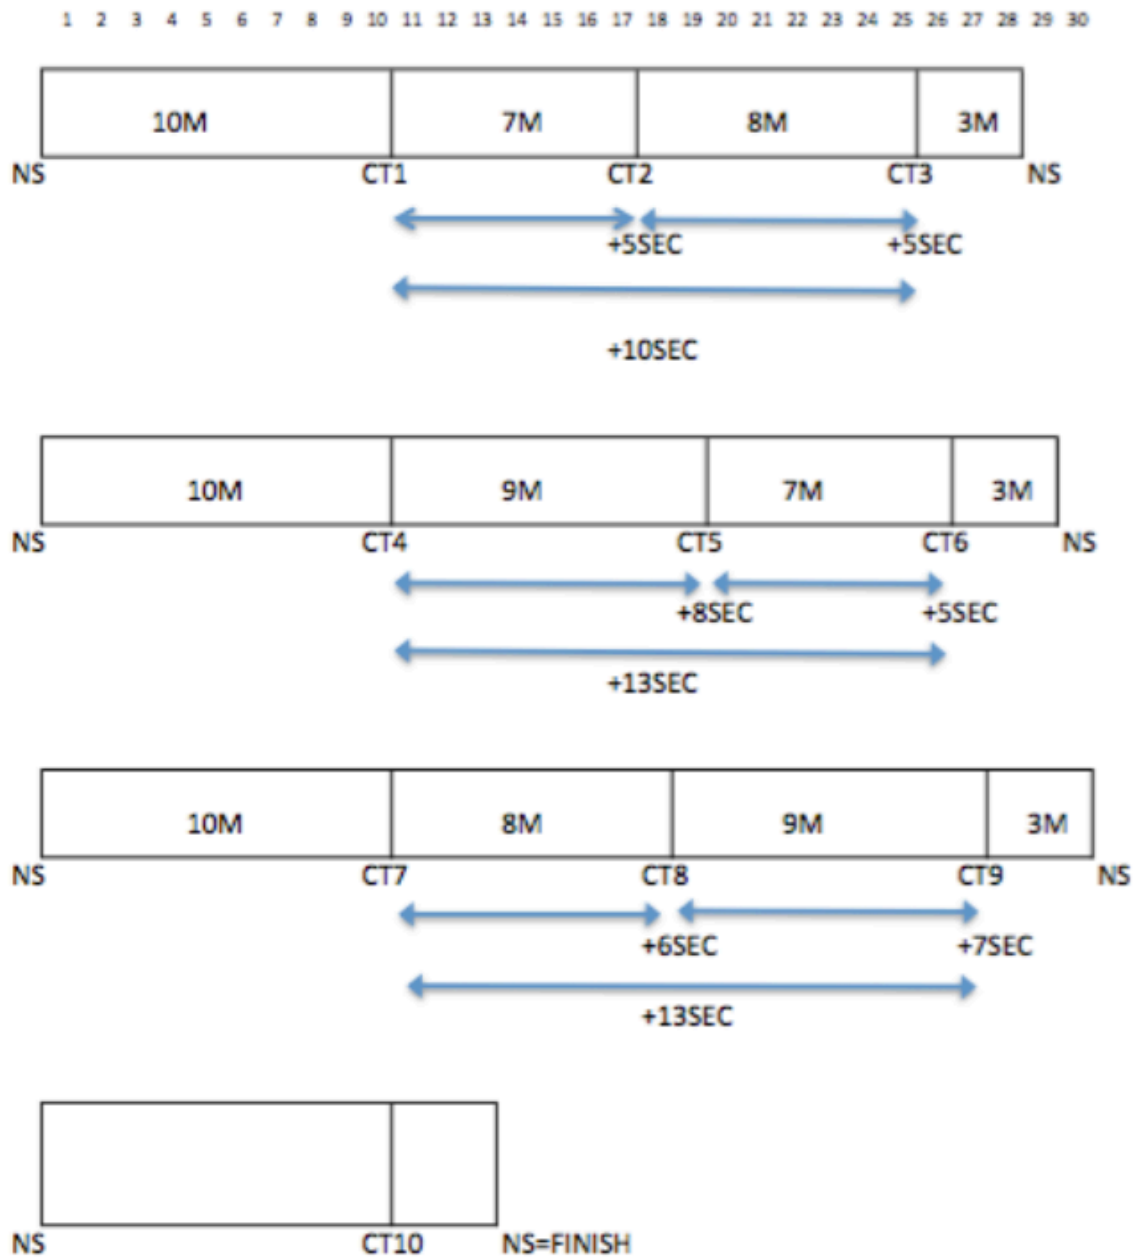 1 2 3 4 5 6 7 8 9 10 11 12 13 14 15 16 17 18 19 20 21 22 23 24 25 26 27 28 29 30
10M 7M 8M 3M
NS CT1 CT2 CT3 NS
+5SEC +5SEC
+10SEC
10M 9M 7M 3M
NS CT4 CT5 CT6 NS
+8SEC +5SEC
+13SEC
10M 8M 9M 3M
NS CT7 CT8 CT9 NS
+6SEC +7SEC
+13SEC
NS CT10 NS=FINISH